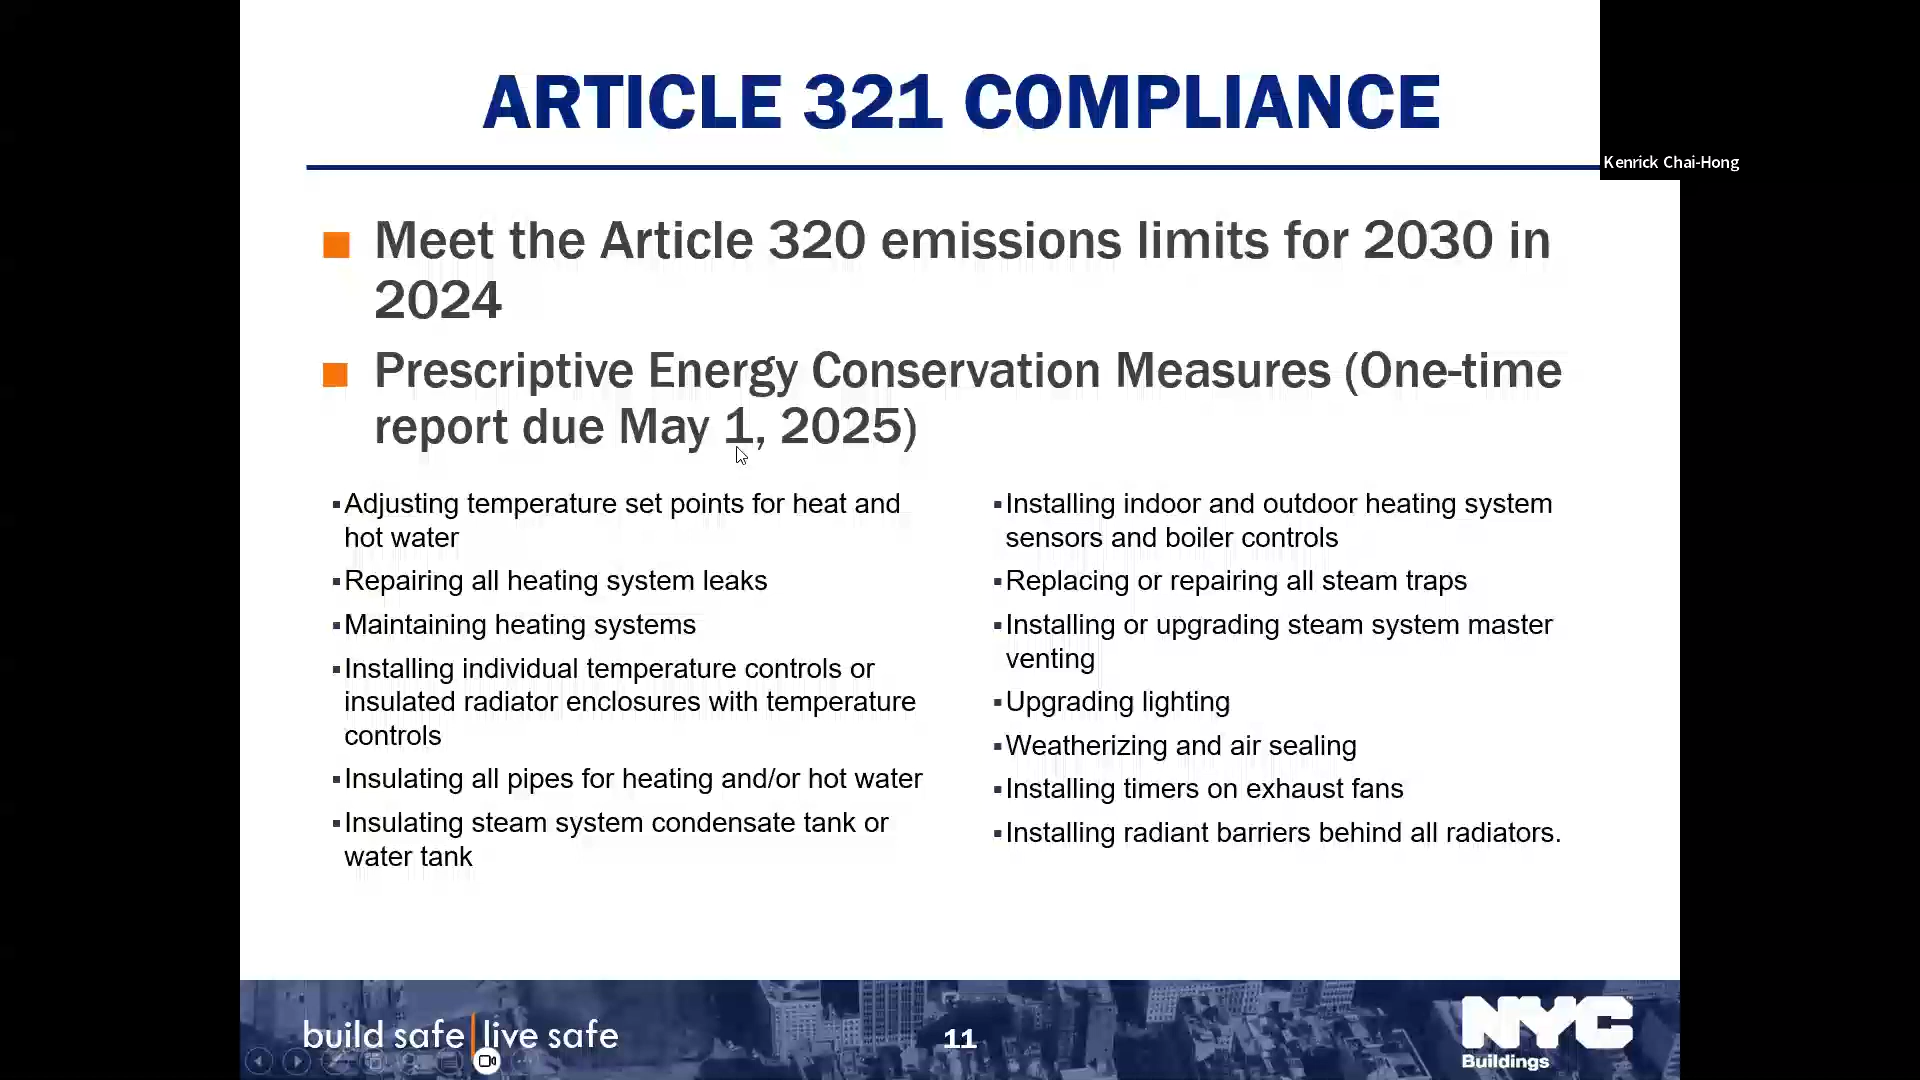 ARTICLE 321 COMPLIANCE
Kenrick Chai-Hong
■ Meet the Article 320 emissions limits for 2030 in
2024
■ Prescriptive Energy Conservation Measures (One-time
report due May 1, 2025)
▪Adjusting temperature set points for heat and
hot water
▪Repairing all heating system leaks
▪Maintaining heating systems
▪Installing individual temperature controls or
insulated radiator enclosures with temperature
controls
▪Insulating all pipes for heating and/or hot water
▪Insulating steam system condensate tank or
water tank
▪Installing indoor and outdoor heating system
sensors and boiler controls
▪Replacing or repairing all steam traps
▪Installing or upgrading steam system master
venting
▪Upgrading lighting
▪Weatherizing and air sealing
▪Installing timers on exhaust fans
▪Installing radiant barriers behind all radiators.
build safe|live safe
11
NYC
Buildings